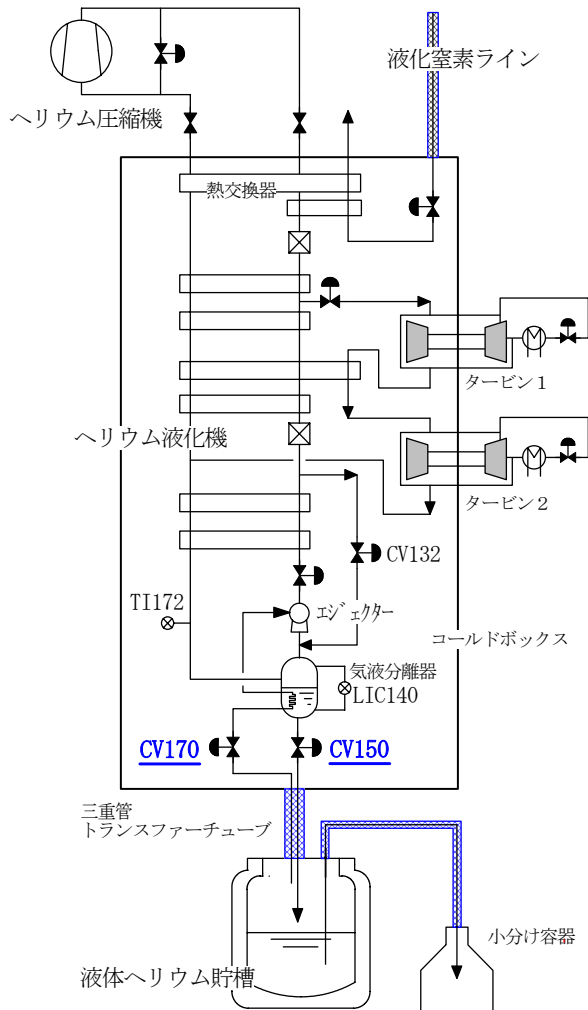 液化窒素ライン
ヘリウム圧縮機
熱交換器
タービン1
ヘリウム液化機
タービン2
CV132
TI172
エジェクター
コールドボックス
気液分離器
LIC140
CV170
CV150
三重管
トランスファーチューブ
小分け容器
液体ヘリウム貯槽